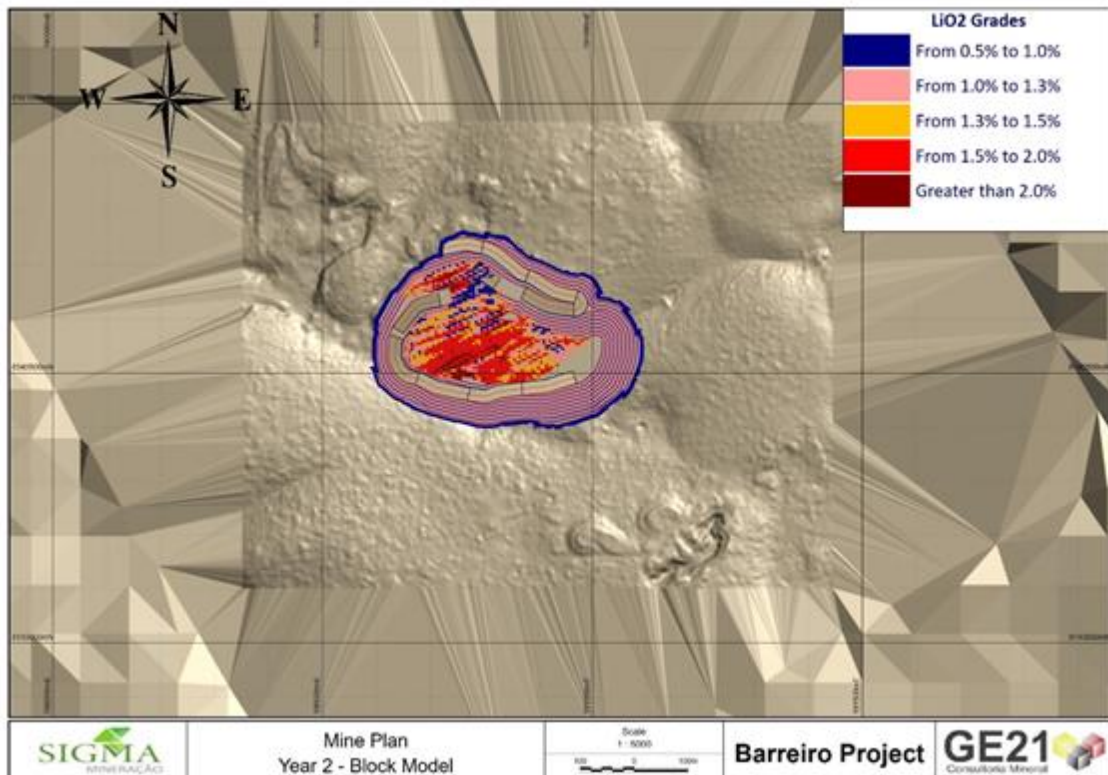 N
W E
S
LiO2 Grades
From 0.5% to 1.0%
From 1.0% to 1.3%
From 1.3% to 1.5%
From 1.5% to 2.0%
Greater than 2.0%
SIGMA
MINERAÇÃO
Mine Plan
Year 2 - Block Model
Scale
1 : 5000
0
Barreiro Project
GE21
Consultoria Mineral